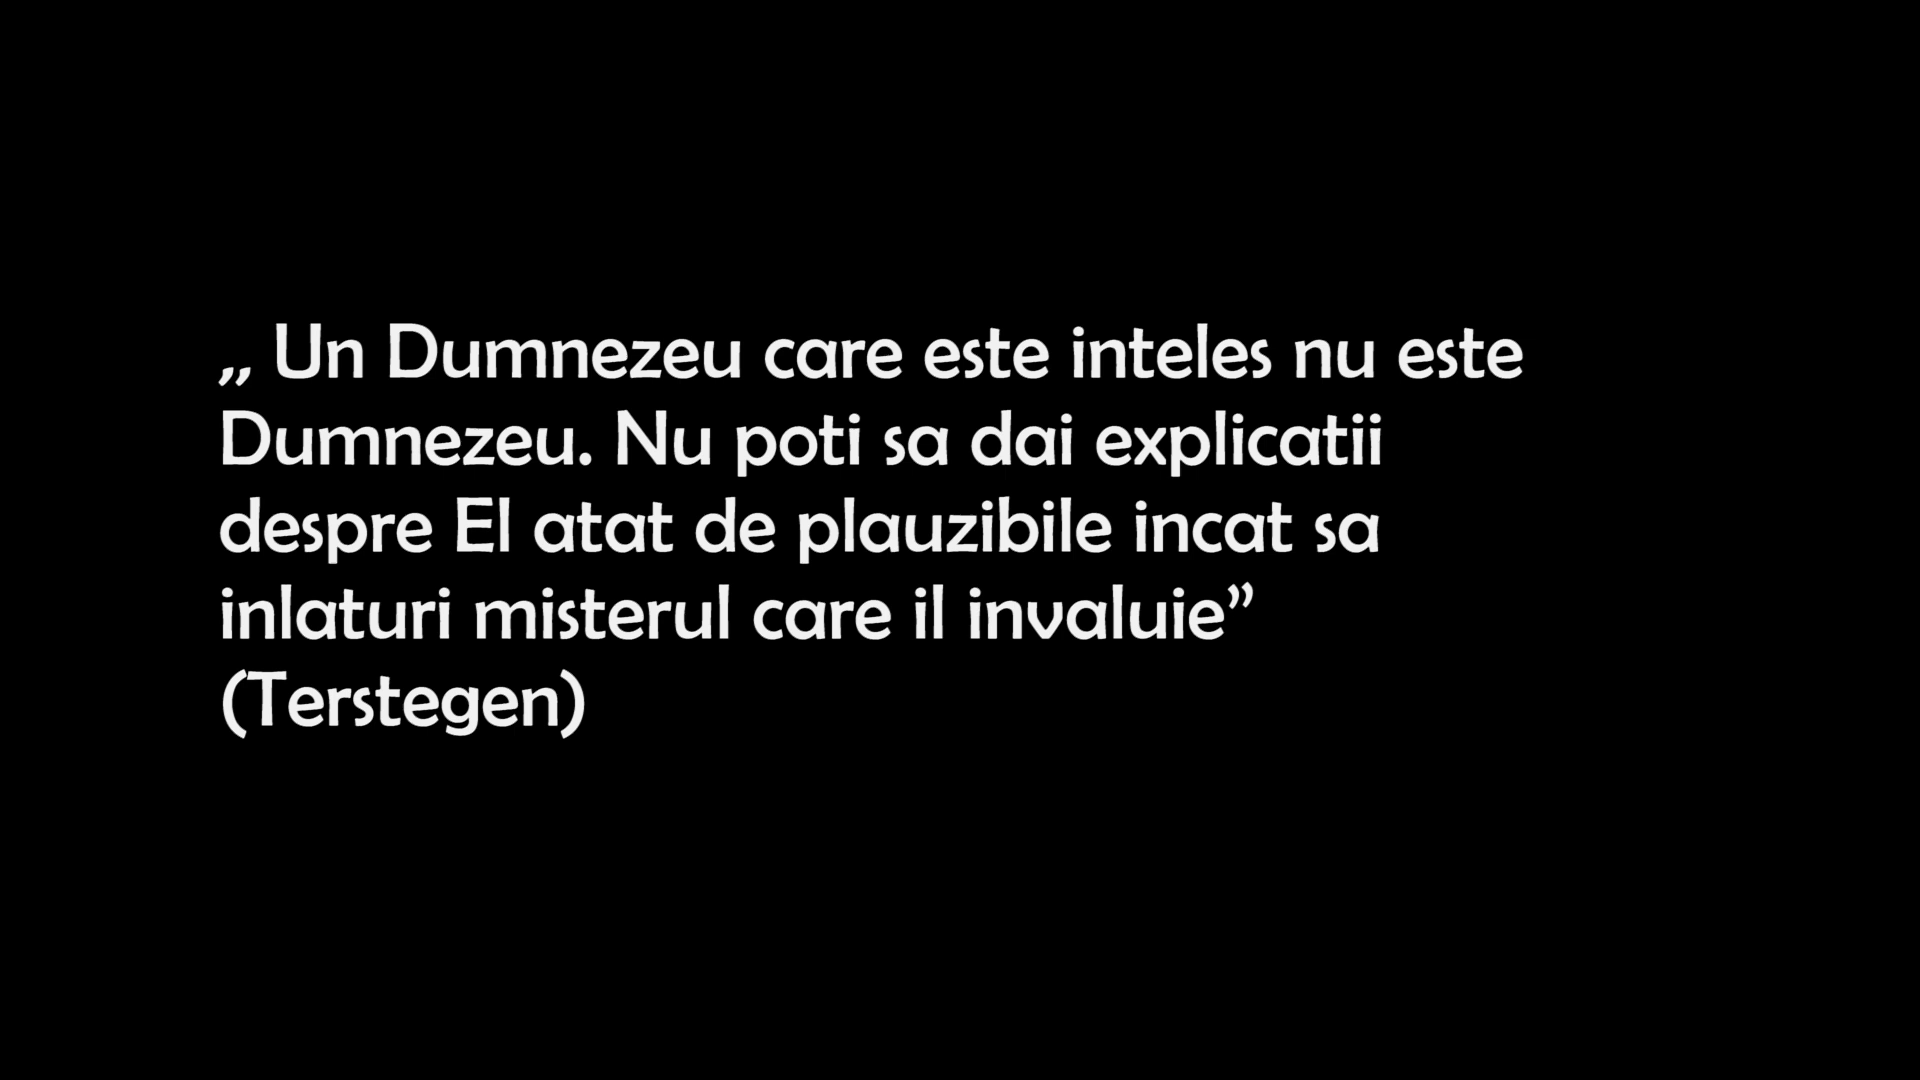 ,, Un Dumnezeu care este inteles nu este
Dumnezeu. Nu poti sa dai explicatii
despre El atat de plauzibile incat sa
inlaturi misterul care il invaluie”
(Terstegen)